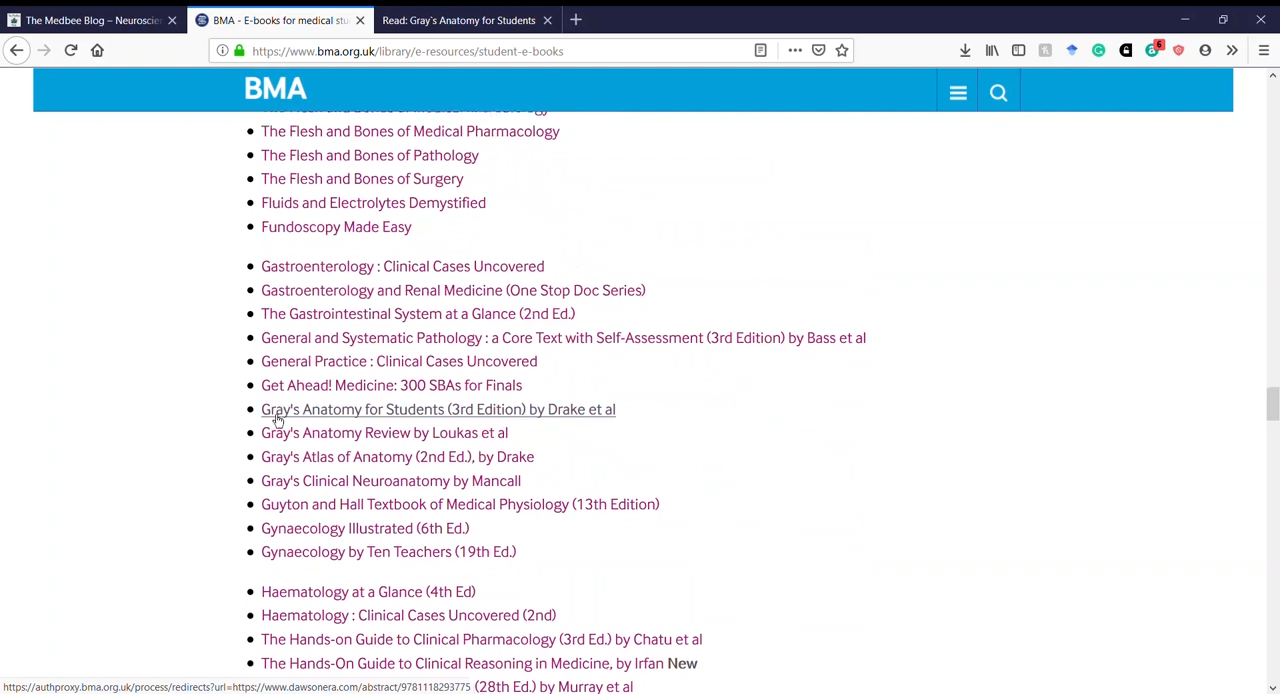 The Medbee Blog – Neuroscien
BMA - E-books for medical stu
Read: Gray`s Anatomy for Students
https://www.bma.org.uk/library/e-resources/student-e-books
6
BMA
The Flesh and Bones of Medical Pharmacology
The Flesh and Bones of Pathology
The Flesh and Bones of Surgery
Fluids and Electrolytes Demystified
Fundoscopy Made Easy
Gastroenterology : Clinical Cases Uncovered
Gastroenterology and Renal Medicine (One Stop Doc Series)
The Gastrointestinal System at a Glance (2nd Ed.)
General and Systematic Pathology : a Core Text with Self-Assessment (3rd Edition) by Bass et al
General Practice : Clinical Cases Uncovered
Get Ahead! Medicine: 300 SBAs for Finals
Gray's Anatomy for Students (3rd Edition) by Drake et al
Gray's Anatomy Review by Loukas et al
Gray's Atlas of Anatomy (2nd Ed.), by Drake
Gray's Clinical Neuroanatomy by Mancall
Guyton and Hall Textbook of Medical Physiology (13th Edition)
Gynaecology Illustrated (6th Ed.)
Gynaecology by Ten Teachers (19th Ed.)
Haematology at a Glance (4th Ed)
Haematology : Clinical Cases Uncovered (2nd)
The Hands-on Guide to Clinical Pharmacology (3rd Ed.) by Chatu et al
The Hands-On Guide to Clinical Reasoning in Medicine, by Irfan New
https://authproxy.bma.org.uk/process/redirects?url=https://www.dawsonera.com/abstract/9781118293775 (28th Ed.) by Murray et al